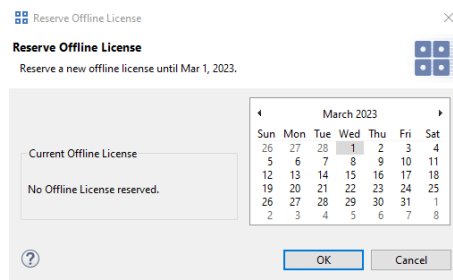 Reserve Offline License
Reserve Offline License
Reserve a new offline license until Mar 1, 2023.
Current Offline License
No Offline License reserved.
March 2023
Sun Mon Tue Wed Thu Fri Sat
26 27 28 1 2 3 4
5 6 7 8 9 10 11
12 13 14 15 16 17 18
19 20 21 22 23 24 25
26 27 28 29 30 31 1
2 3 4 5 6 7 8
?
OK Cancel